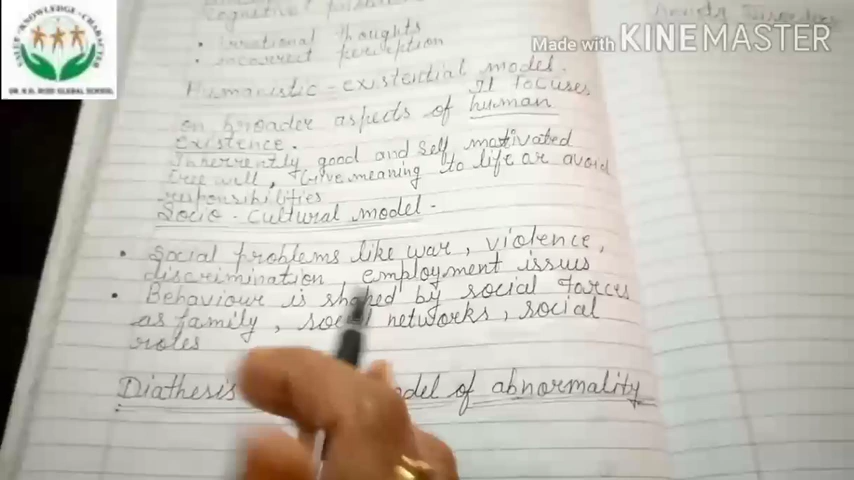 Cognitive
• Irrational thoughts
• incorrect perception
Humanistic - existential model.
It focuses
on broader aspects of human
existence.
Inherrently good and self motivated
free will, Give meaning to life or avoid
responsibilities
Socio - cultural model -
• Social problems like war, violence,
discrimination employment issues
• Behaviour is shaped by social forces
as family, social networks, social
roles
Diathesis model of abnormality
Made with KINEMASTER